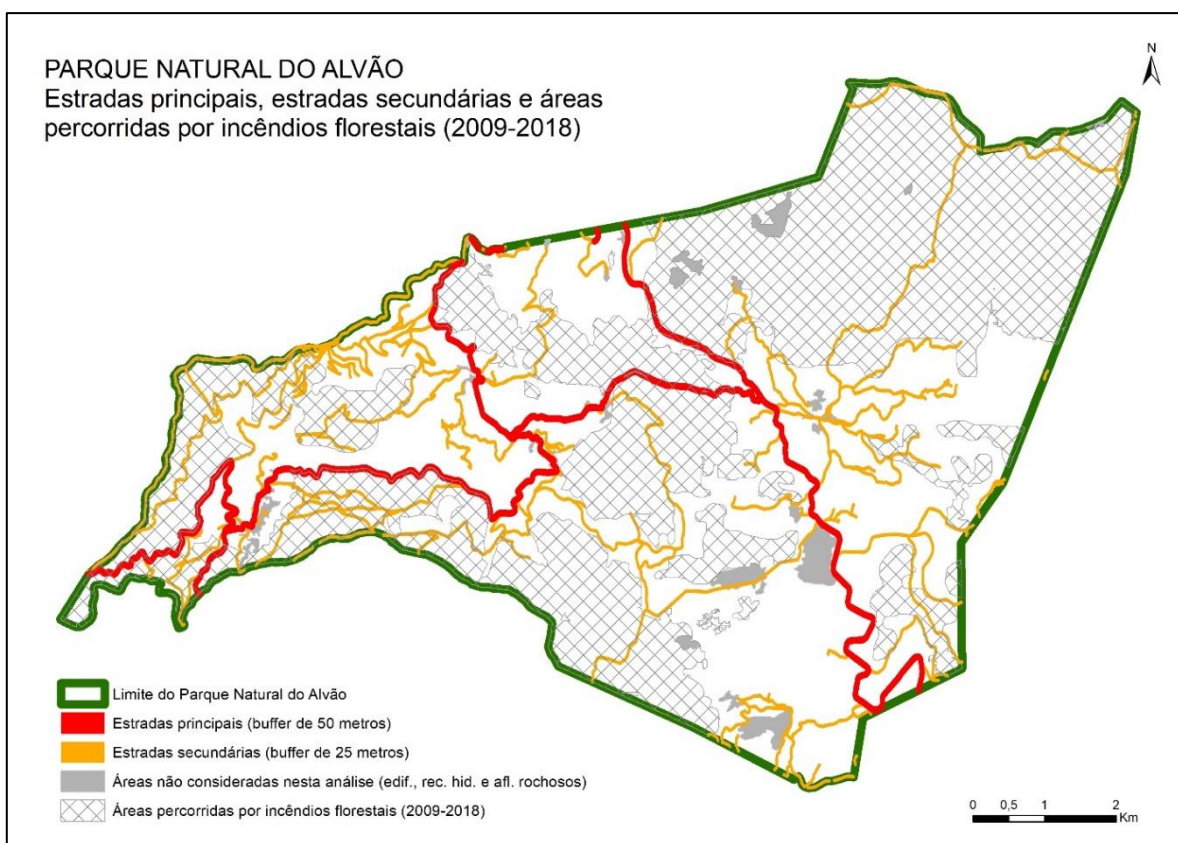 PARQUE NATURAL DO ALVÃO
Estradas principais, estradas secundárias e áreas
percorridas por incêndios florestais (2009-2018)
N
Limite do Parque Natural do Alvão
Estradas principais (buffer de 50 metros)
Estradas secundárias (buffer de 25 metros)
Áreas não consideradas nesta análise (edif., rec. hid. e afl. rochosos)
Áreas percorridas por incêndios florestais (2009-2018)
0 0,5 1 2
Km